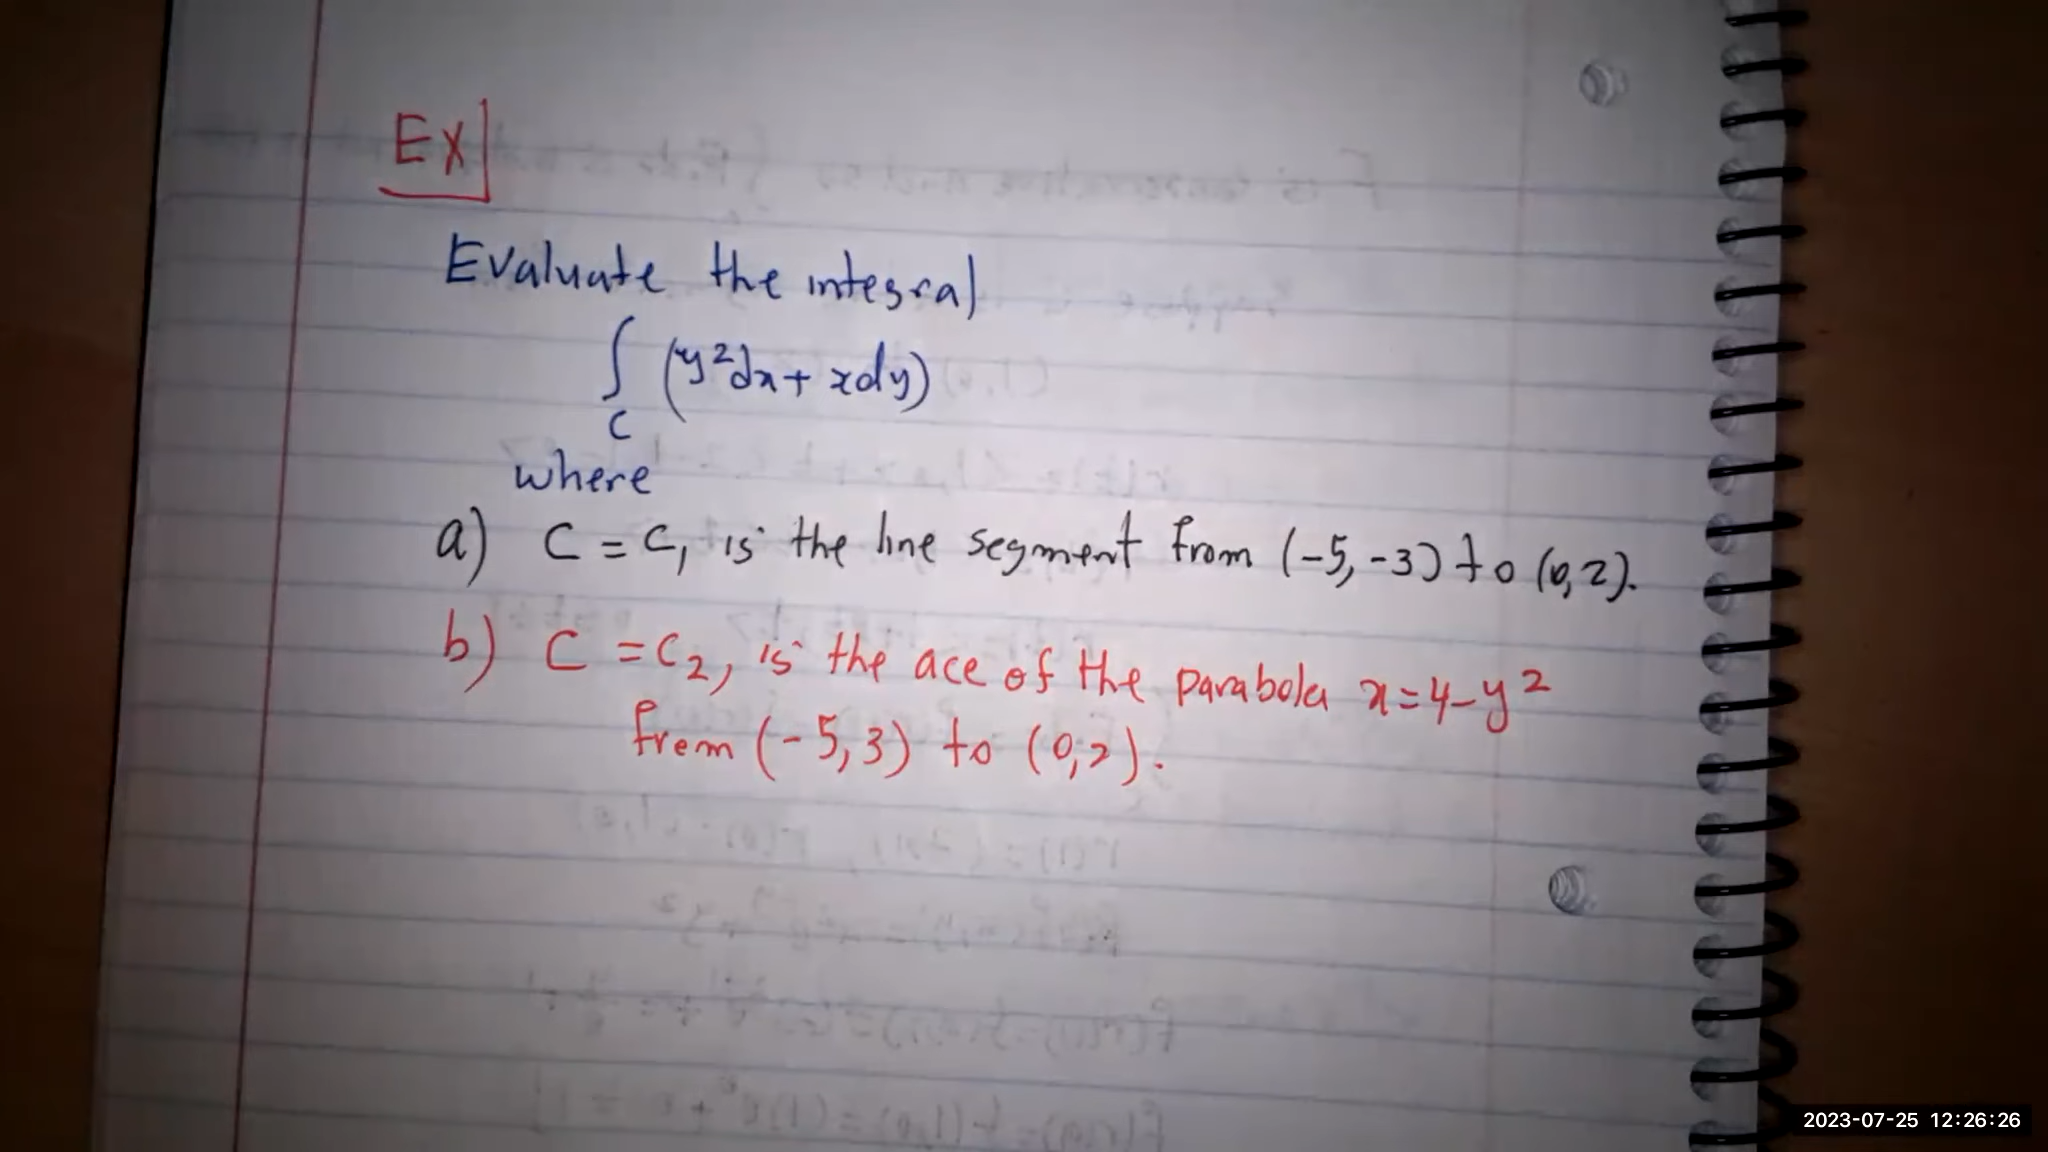 EX
Evaluate the integral
∫ (y²dx + xdy)
C
where
a) C = C₁ is the line segment from (-5, -3) to (0, 2).
b) C = C₂, is the ace of the parabola x = 4 - y²
frem (-5, 3) to (0, 2).
2023-07-25 12:26:26